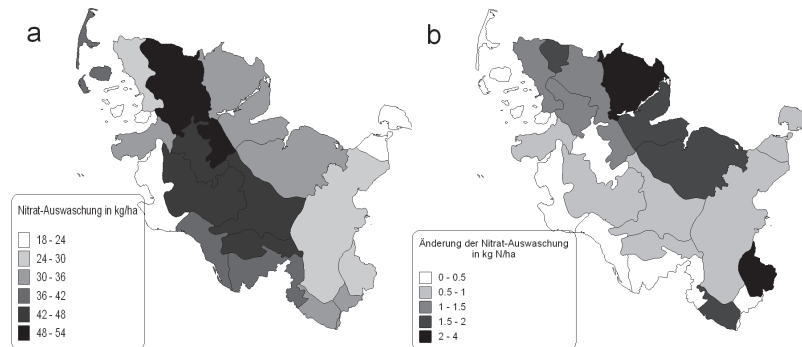 a
Nitrat-Auswaschung in kg/ha
18 - 24
24 - 30
30 - 36
36 - 42
42 - 48
48 - 54
b
Änderung der Nitrat-Auswaschung
in kg N/ha
0 - 0.5
0.5 - 1
1 - 1.5
1.5 - 2
2 - 4